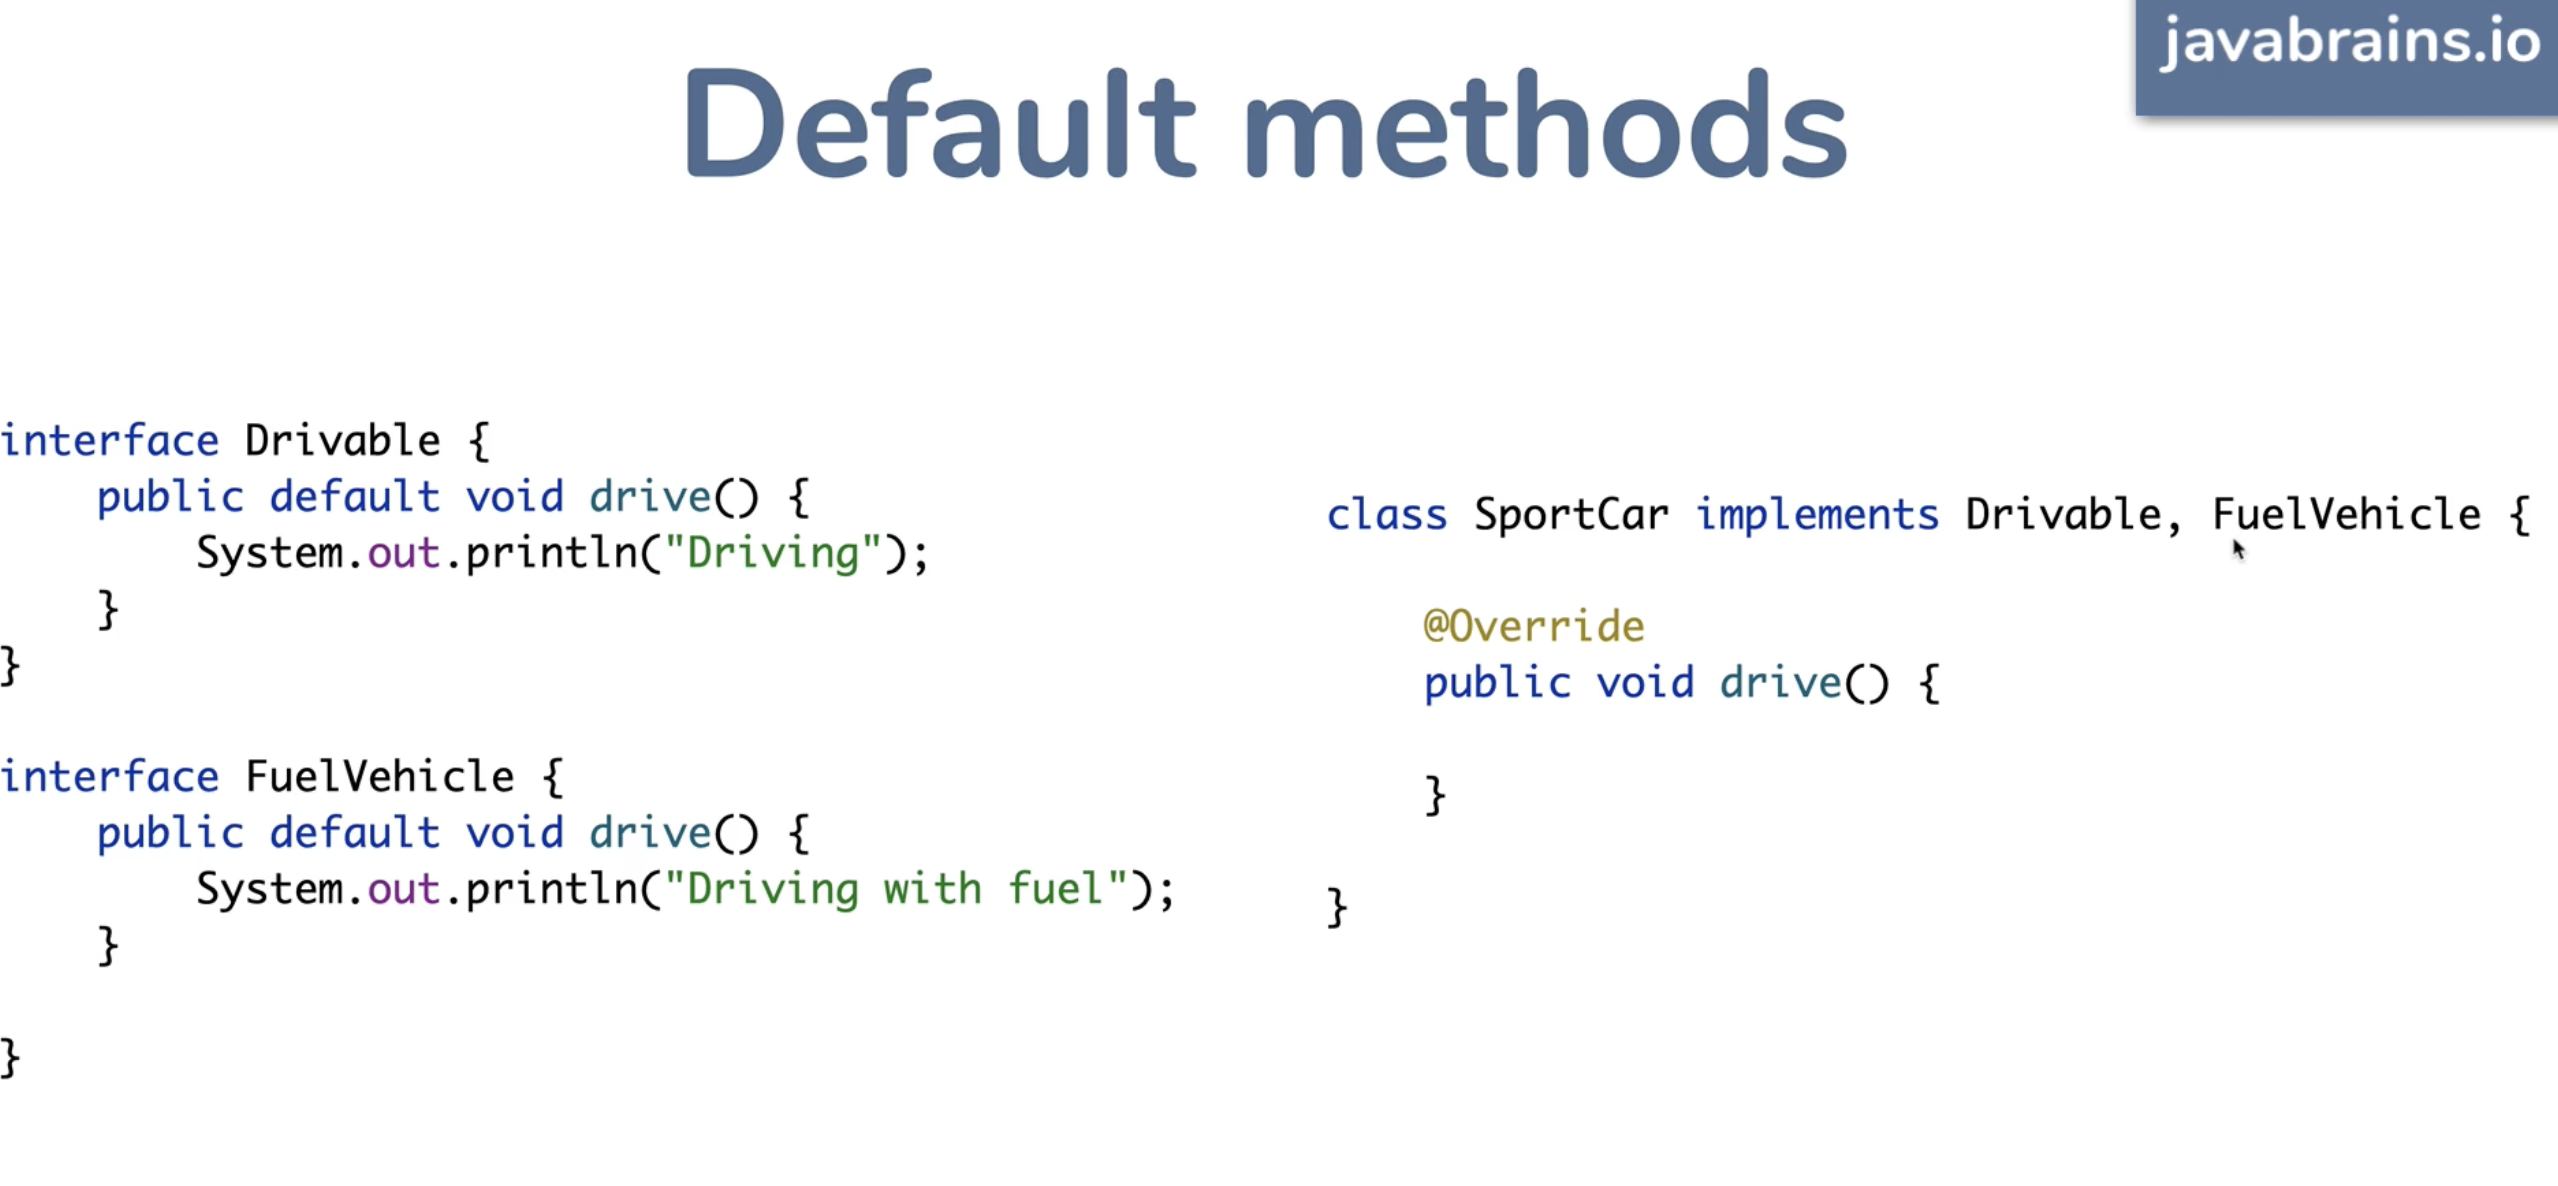 javabrains.io
Default methods
interface Drivable {
    public default void drive() {
        System.out.println("Driving");
    }
}
interface FuelVehicle {
    public default void drive() {
        System.out.println("Driving with fuel");
    }
}
class SportCar implements Drivable, FuelVehicle {
    @Override
    public void drive() {
    }
}